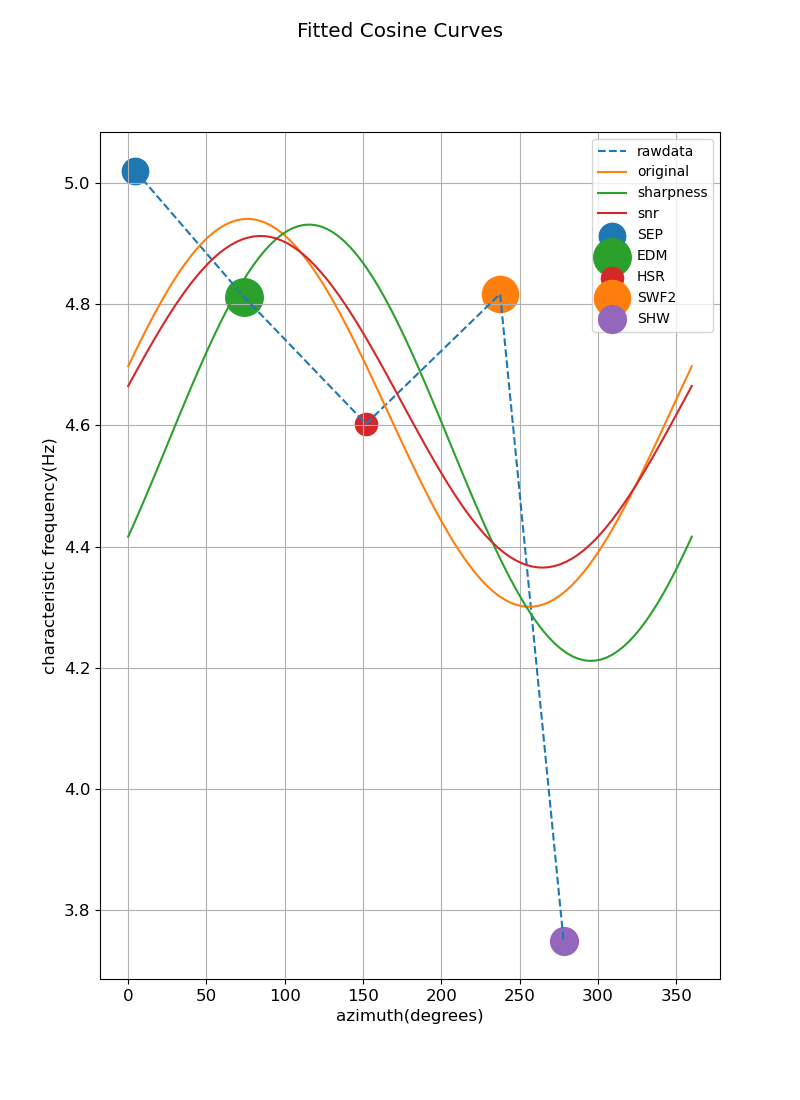 Fitted Cosine Curves
characteristic frequency(Hz)
5.0
4.8
4.6
4.4
4.2
4.0
3.8
rawdata
original
sharpness
snr
SEP
EDM
HSR
SWF2
SHW
0 50 100 150 200 250 300 350
azimuth(degrees)